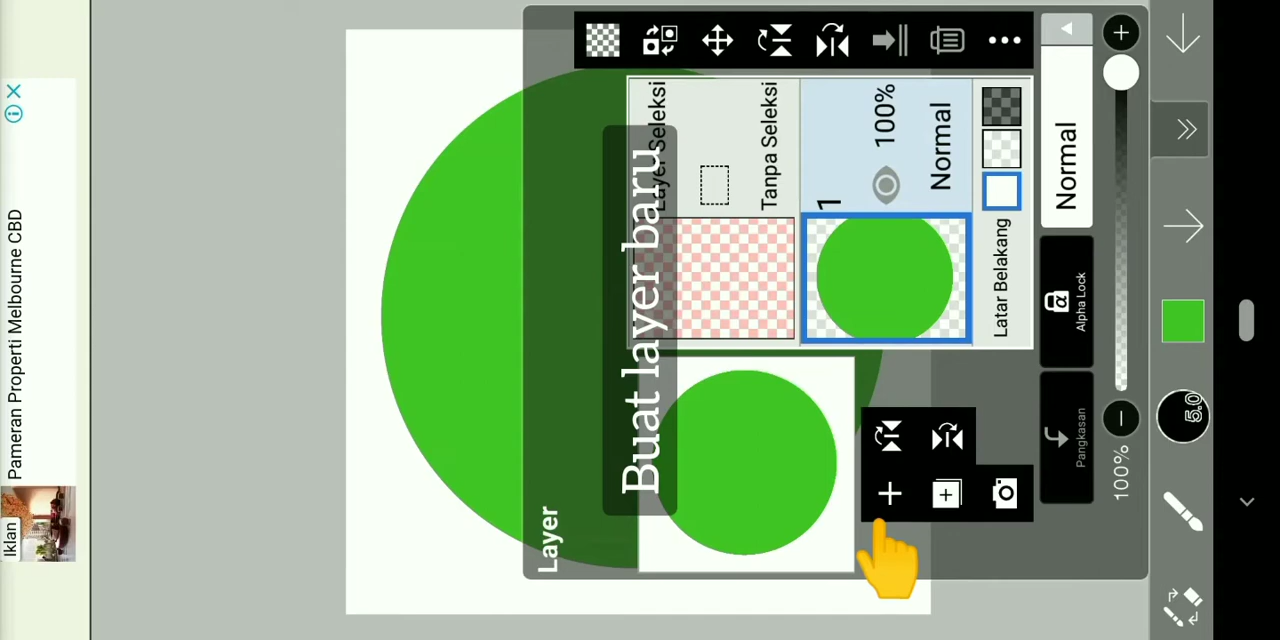 Iklan
Pameran Properti Melbourne CBD
Layer
Buat layer baru
Layer Seleksi
Tanpa Seleksi
1
100%
Normal
Latar Belakang
Pangkasan
Alpha Lock
α
Normal
100%
5.0